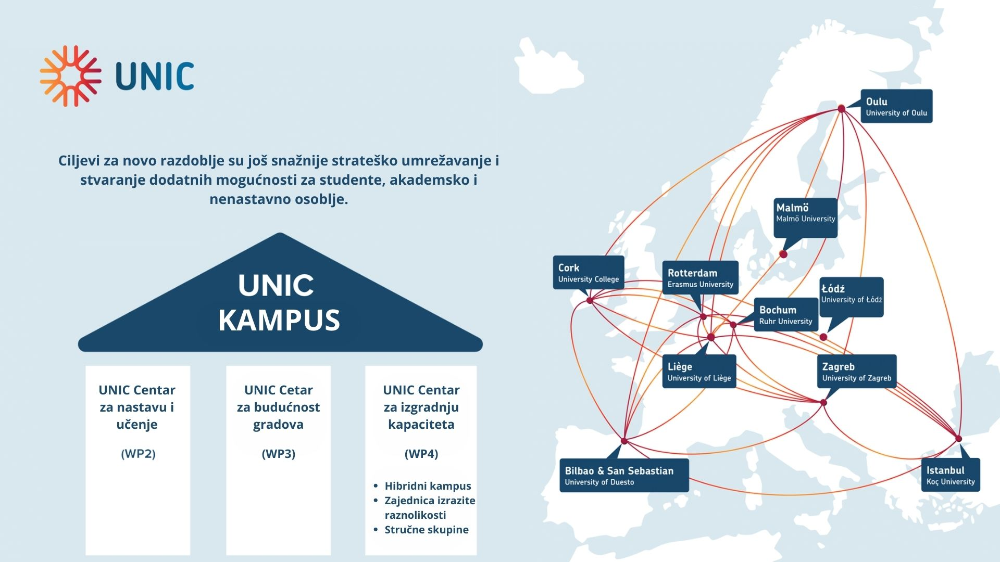 UNIC
Ciljevi za novo razdoblje su još snažnije strateško umrežavanje i
stvaranje dodatnih mogućnosti za studente, akademsko i
nenastavno osoblje.
UNIC
KAMPUS
UNIC Centar
za nastavu i
učenje
(WP2)
UNIC Cetar
za budućnost
gradova
(WP3)
UNIC Centar
za izgradnju
kapaciteta
(WP4)
• Hibridni kampus
• Zajednica izrazite
raznolikosti
• Stručne skupine
Oulu
University of Oulu
Malmö
Malmö University
Cork
University College
Rotterdam
Erasmus University
Łódź
University of Łódź
Bochum
Ruhr University
Liège
University of Liège
Zagreb
University of Zagreb
Bilbao & San Sebastian
University of Duesto
Istanbul
Koç University